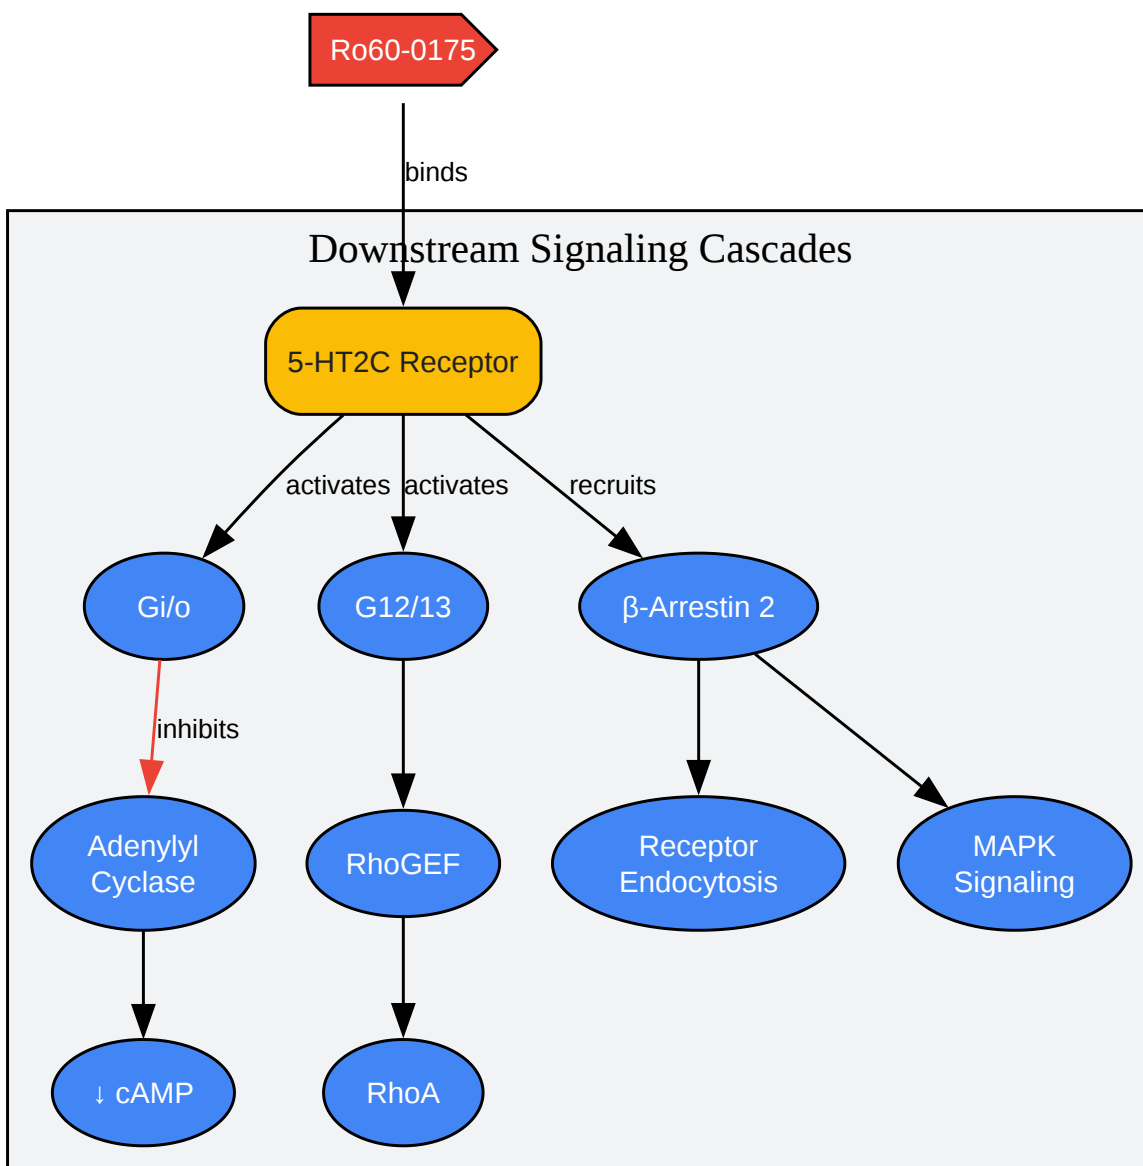 Ro60-0175
binds
Downstream Signaling Cascades
5-HT2C Receptor
activates
activates
recruits
Gi/o
G12/13
β-Arrestin 2
inhibits
Adenylyl
Cyclase
RhoGEF
Receptor
Endocytosis
MAPK
Signaling
↓ cAMP
RhoA